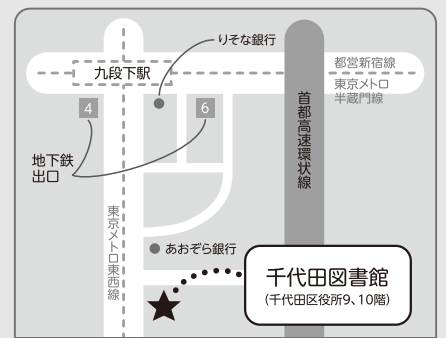 りそな銀行
九段下駅
都営新宿線
東京メトロ
半蔵門線
4
6
首都高速環状線
地下鉄
出口
東京メトロ東西線
あおぞら銀行
千代田図書館
(千代田区役所9、10階)